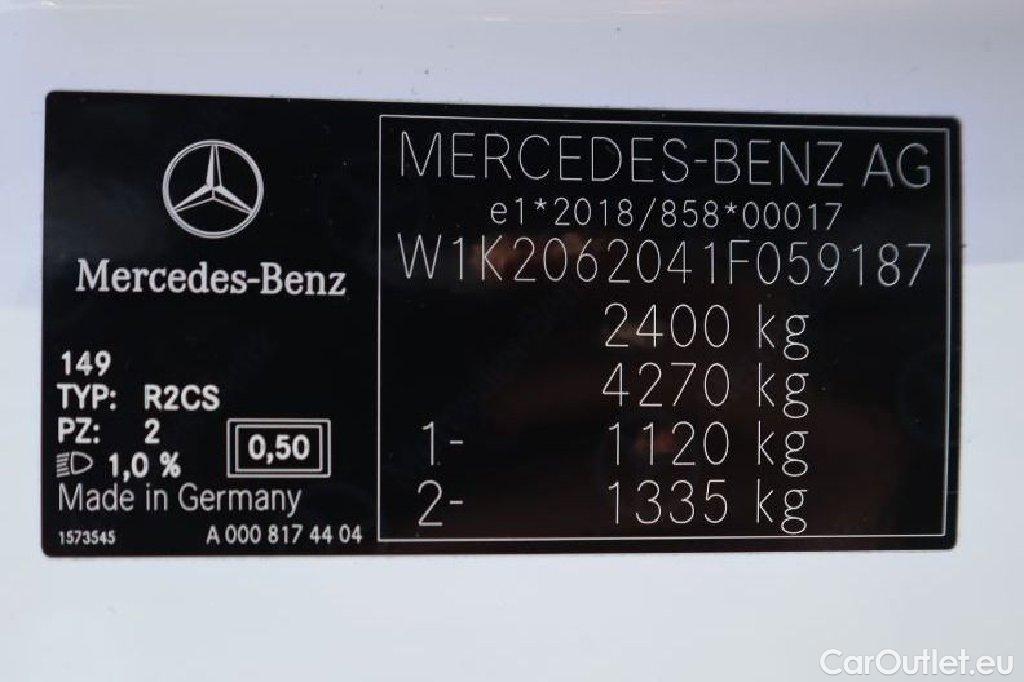 Mercedes-Benz
149
TYP: R2CS
PZ: 2
1,0 %
0,50
Made in Germany
1573545 A 000 817 44 04
MERCEDES-BENZ AG
e1*2018/858*00017
W1K2062041F059187
2400 kg
4270 kg
1- 1120 kg
2- 1335 kg
CarOutlet.eu